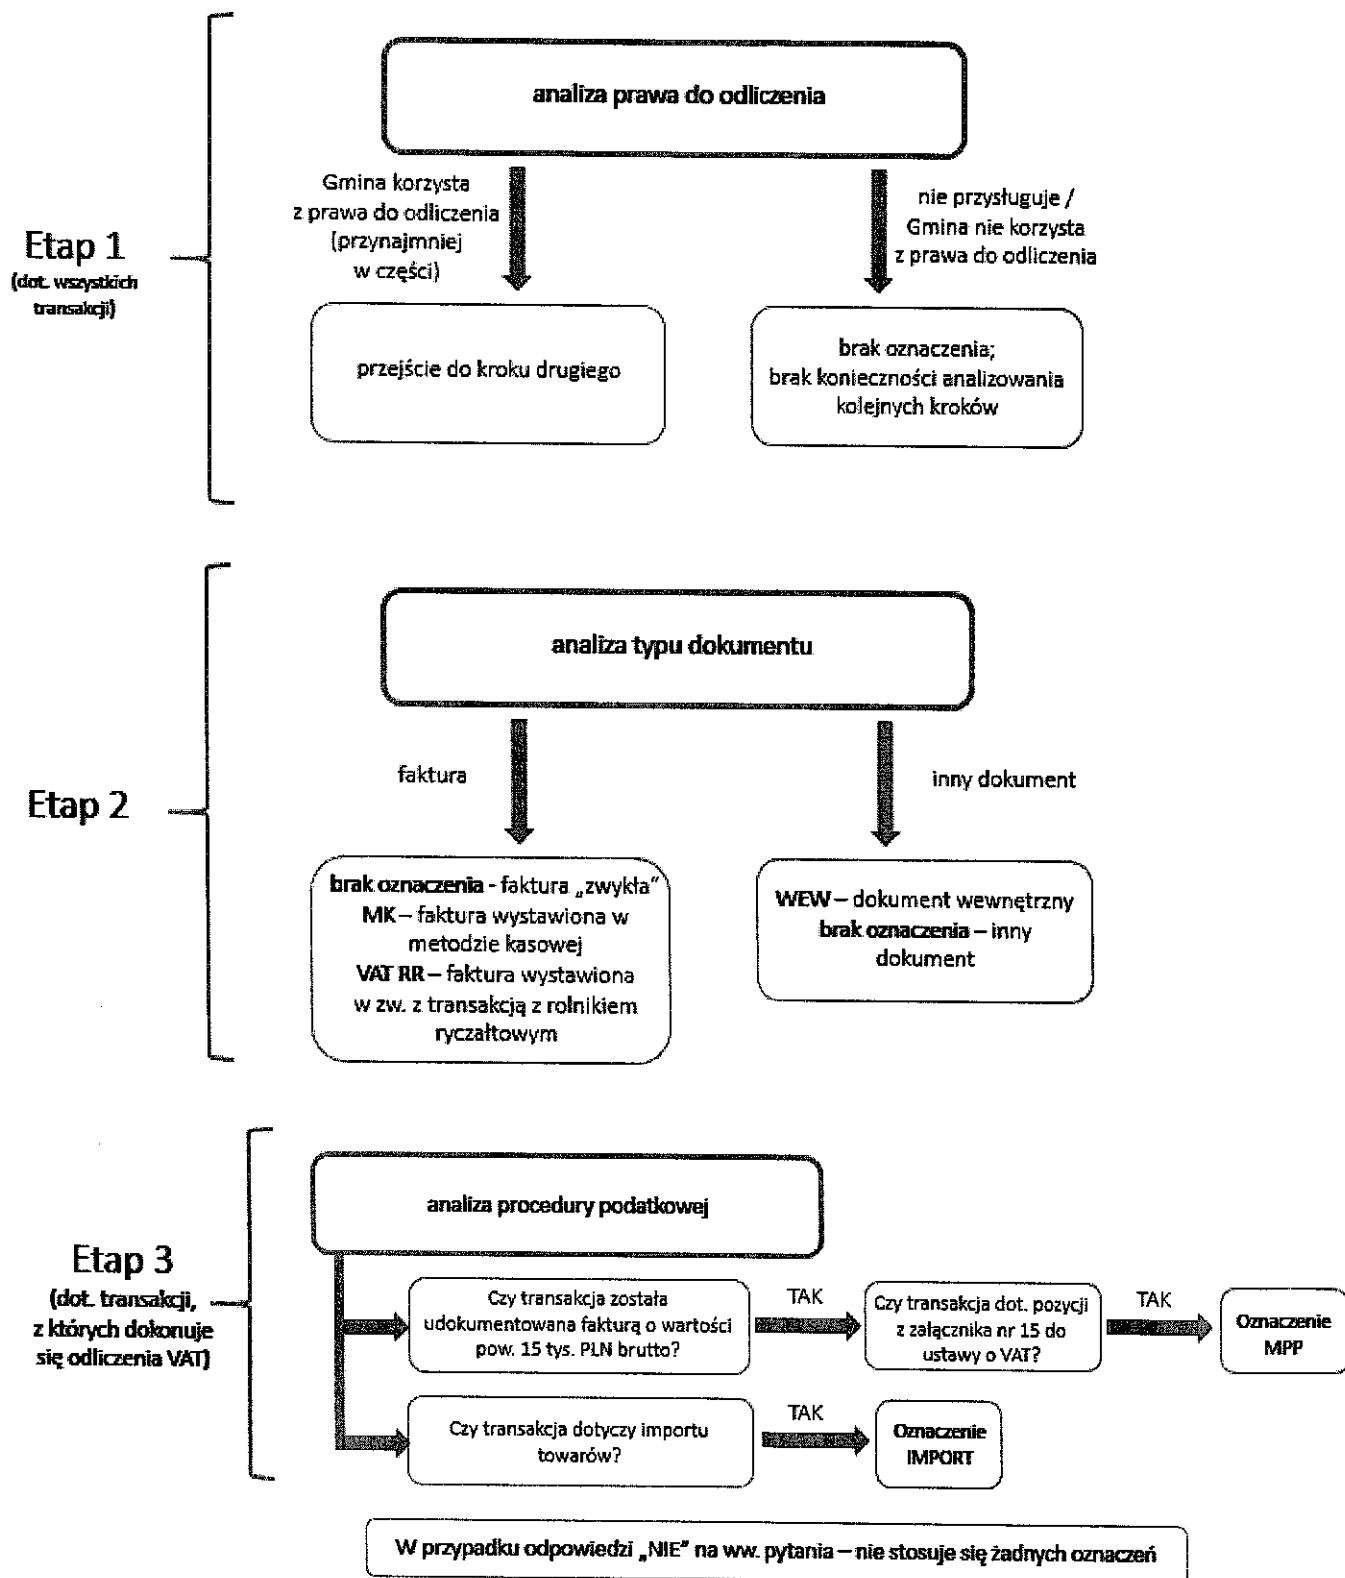 analiza prawa do odliczenia
Gmina korzysta
z prawa do odliczenia
(przynajmniej
w części)
nie przysługuje /
Gmina nie korzysta
z prawa do odliczenia
Etap 1
(dot. wszystkich
transakcji)
przejście do kroku drugiego
brak oznaczenia;
brak konieczności analizowania
kolejnych kroków
analiza typu dokumentu
faktura
inny dokument
Etap 2
brak oznaczenia - faktura „zwykła”
MK – faktura wystawiona w
metodzie kasowej
VAT RR – faktura wystawiona
w zw. z transakcją z rolnikiem
ryczałtowym
WEW – dokument wewnętrzny
brak oznaczenia – inny
dokument
analiza procedury podatkowej
Etap 3
(dot. transakcji,
z których dokonuje
się odliczenia VAT)
Czy transakcja została
udokumentowana fakturą o wartości
pow. 15 tys. PLN brutto?
TAK
Czy transakcja dot. pozycji
z załącznika nr 15 do
ustawy o VAT?
TAK
Oznaczenie
MPP
Czy transakcja dotyczy importu
towarów?
TAK
Oznaczenie
IMPORT
W przypadku odpowiedzi „NIE” na ww. pytania – nie stosuje się żadnych oznaczeń